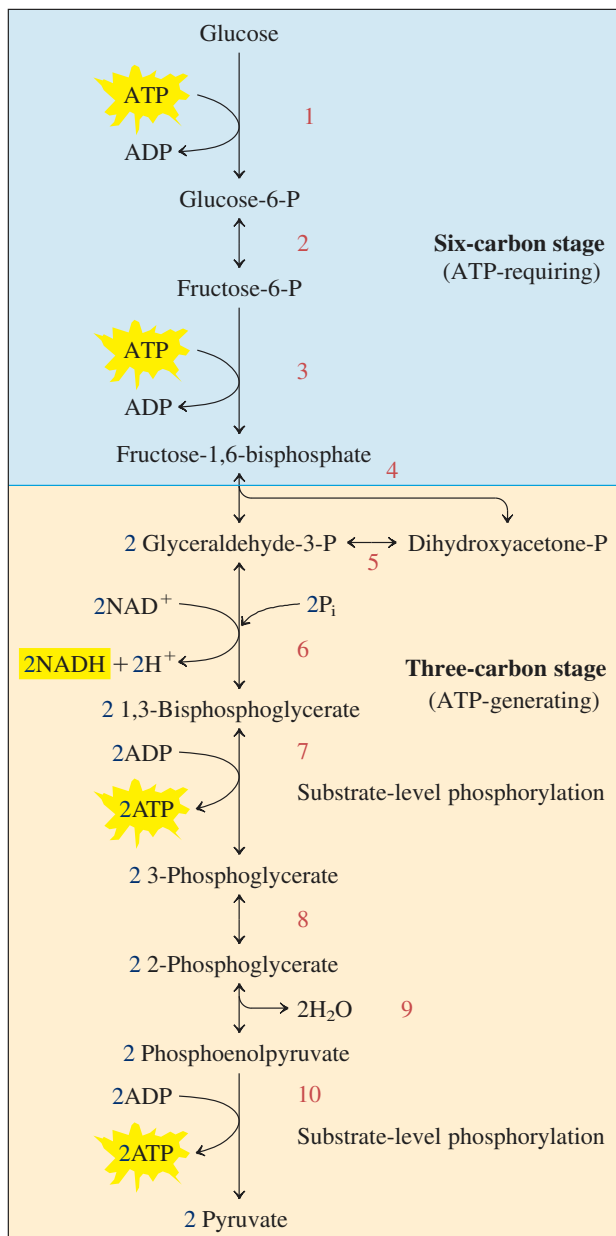 Glucose
ATP
1
ADP
Glucose-6-P
2
Six-carbon stage
(ATP-requiring)
Fructose-6-P
ATP
3
ADP
Fructose-1,6-bisphosphate
4
2 Glyceraldehyde-3-P
Dihydroxyacetone-P
5
2NAD⁺
2Pᵢ
6
2NADH + 2H⁺
Three-carbon stage
(ATP-generating)
2 1,3-Bisphosphoglycerate
2ADP
7
2ATP
Substrate-level phosphorylation
2 3-Phosphoglycerate
8
2 2-Phosphoglycerate
2H₂O
9
2 Phosphoenolpyruvate
2ADP
10
2ATP
Substrate-level phosphorylation
2 Pyruvate